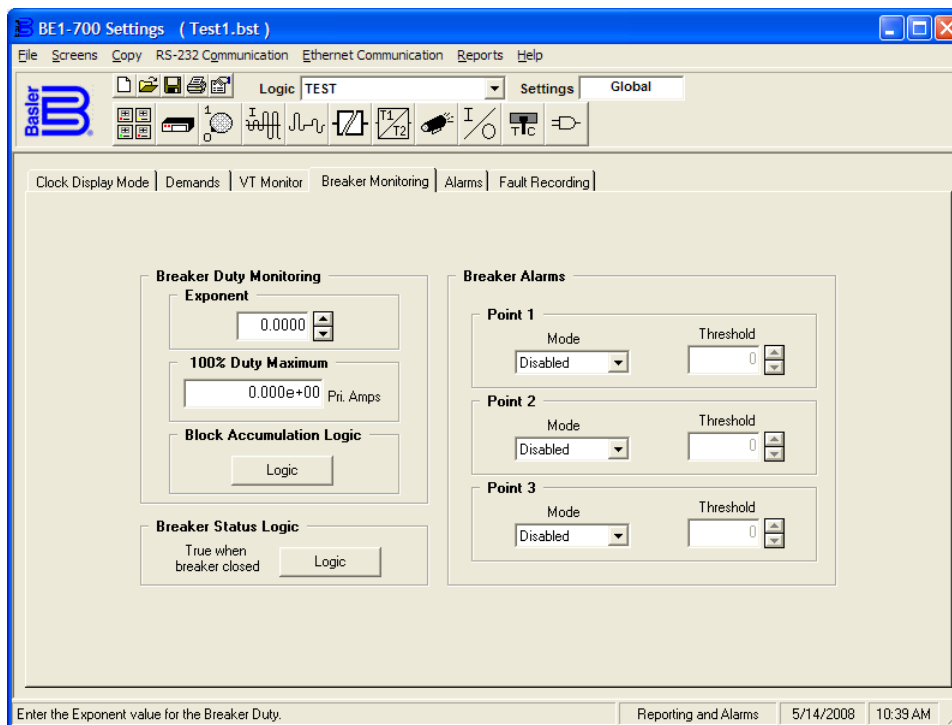 BE1-700 Settings ( Test1.bst )
File Screens Copy RS-232 Communication Ethernet Communication Reports Help
Basler
Logic TEST Settings Global
1 0 I T1 T2 I O T C
Clock Display Mode Demands VT Monitor Breaker Monitoring Alarms Fault Recording
Breaker Duty Monitoring
Exponent
0.0000
100% Duty Maximum
0.000e+00 Pri. Amps
Block Accumulation Logic
Logic
Breaker Status Logic
True when
breaker closed
Logic
Breaker Alarms
Point 1
Mode Threshold
Disabled 0
Point 2
Mode Threshold
Disabled 0
Point 3
Mode Threshold
Disabled 0
Enter the Exponent value for the Breaker Duty. Reporting and Alarms 5/14/2008 10:39 AM